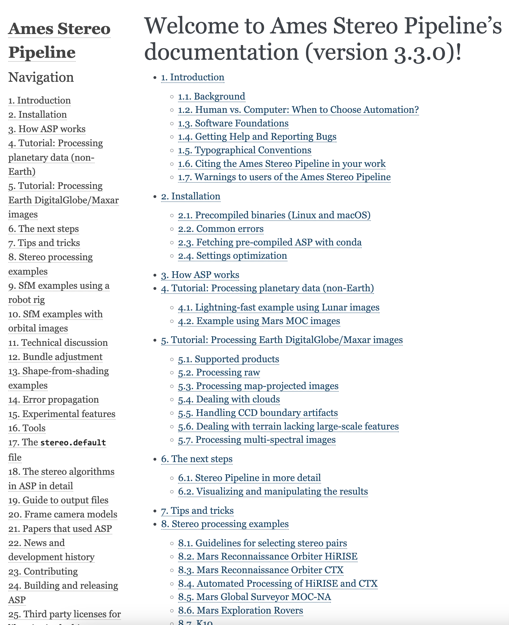 Ames Stereo
Pipeline
Navigation
1. Introduction
2. Installation
3. How ASP works
4. Tutorial: Processing
planetary data (non-
Earth)
5. Tutorial: Processing
Earth DigitalGlobe/Maxar
images
6. The next steps
7. Tips and tricks
8. Stereo processing
examples
9. SfM examples using a
robot rig
10. SfM examples with
orbital images
11. Technical discussion
12. Bundle adjustment
13. Shape-from-shading
examples
14. Error propagation
15. Experimental features
16. Tools
17. The stereo.default
file
18. The stereo algorithms
in ASP in detail
19. Guide to output files
20. Frame camera models
21. Papers that used ASP
22. News and
development history
23. Contributing
24. Building and releasing
ASP
25. Third party licenses for
Welcome to Ames Stereo Pipeline’s
documentation (version 3.3.0)!
• 1. Introduction
◦ 1.1. Background
◦ 1.2. Human vs. Computer: When to Choose Automation?
◦ 1.3. Software Foundations
◦ 1.4. Getting Help and Reporting Bugs
◦ 1.5. Typographical Conventions
◦ 1.6. Citing the Ames Stereo Pipeline in your work
◦ 1.7. Warnings to users of the Ames Stereo Pipeline
• 2. Installation
◦ 2.1. Precompiled binaries (Linux and macOS)
◦ 2.2. Common errors
◦ 2.3. Fetching pre-compiled ASP with conda
◦ 2.4. Settings optimization
• 3. How ASP works
• 4. Tutorial: Processing planetary data (non-Earth)
◦ 4.1. Lightning-fast example using Lunar images
◦ 4.2. Example using Mars MOC images
• 5. Tutorial: Processing Earth DigitalGlobe/Maxar images
◦ 5.1. Supported products
◦ 5.2. Processing raw
◦ 5.3. Processing map-projected images
◦ 5.4. Dealing with clouds
◦ 5.5. Handling CCD boundary artifacts
◦ 5.6. Dealing with terrain lacking large-scale features
◦ 5.7. Processing multi-spectral images
• 6. The next steps
◦ 6.1. Stereo Pipeline in more detail
◦ 6.2. Visualizing and manipulating the results
• 7. Tips and tricks
• 8. Stereo processing examples
◦ 8.1. Guidelines for selecting stereo pairs
◦ 8.2. Mars Reconnaissance Orbiter HiRISE
◦ 8.3. Mars Reconnaissance Orbiter CTX
◦ 8.4. Automated Processing of HiRISE and CTX
◦ 8.5. Mars Global Surveyor MOC-NA
◦ 8.6. Mars Exploration Rovers
◦ 8.7. K10